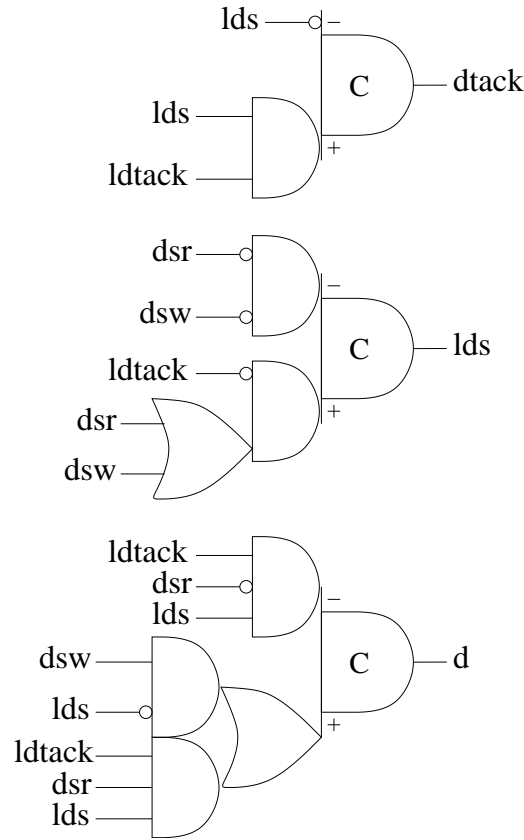 lds −
C dtack
lds
ldtack +
dsr
−
dsw
C lds
ldtack
dsr +
dsw
ldtack
dsr −
lds
dsw C d
lds +
ldtack
dsr
lds